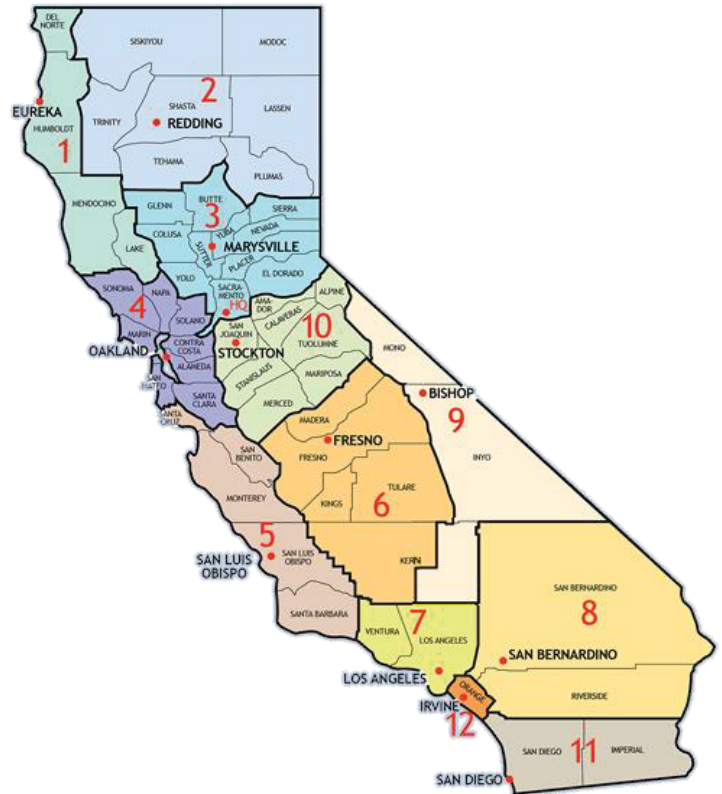 DEL
NORTE
SISKIYOU
MODOC
2
EUREKA
HUMBOLDT
1
TRINITY
SHASTA
REDDING
LASSEN
TEHAMA
PLUMAS
MENDOCINO
LAKE
GLENN
BUTTE
3
SIERRA
COLUSA
YUBA
NEVADA
SUTTER
MARYSVILLE
PLACER
YOLO
EL DORADO
SACRA-
MENTO
HQ
SONOMA
NAPA
4
SOLANO
MARIN
OAKLAND
CONTRA
COSTA
ALAMEDA
SAN
MATEO
SANTA
CLARA
SANTA
CRUZ
AMA-
DOR
ALPINE
CALAVERAS
10
SAN
JOAQUIN
STOCKTON
TUOLUMNE
STANISLAUS
MARIPOSA
MERCED
MONO
BISHOP
9
INYO
MADERA
FRESNO
FRESNO
TULARE
KINGS
6
KERN
SAN
BENITO
MONTEREY
5
SAN LUIS
OBISPO
SAN LUIS
OBISPO
SANTA BARBARA
7
VENTURA
LOS ANGELES
LOS ANGELES
SAN BERNARDINO
8
SAN BERNARDINO
RIVERSIDE
ORANGE
IRVINE
12
SAN DIEGO
11
IMPERIAL
SAN DIEGO